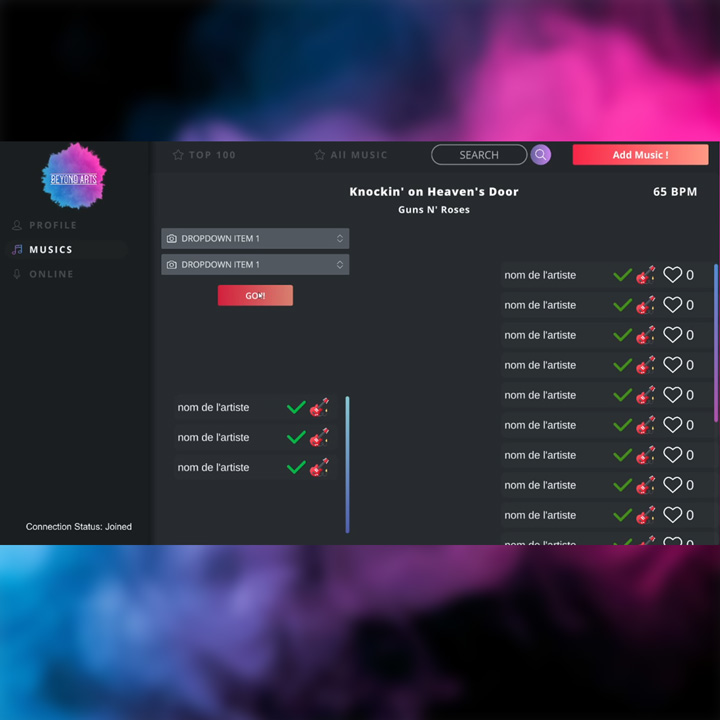 BEYOND ARTS
TOP 100
All MUSIC
SEARCH
Add Music !
PROFILE
MUSICS
ONLINE
Knockin' on Heaven's Door
65 BPM
Guns N' Roses
DROPDOWN ITEM 1
DROPDOWN ITEM 1
GO !!
nom de l'artiste
nom de l'artiste
nom de l'artiste
nom de l'artiste 0
nom de l'artiste 0
nom de l'artiste 0
nom de l'artiste 0
nom de l'artiste 0
nom de l'artiste 0
nom de l'artiste 0
nom de l'artiste 0
nom de l'artiste 0
nom de l'artiste 0
Connection Status: Joined